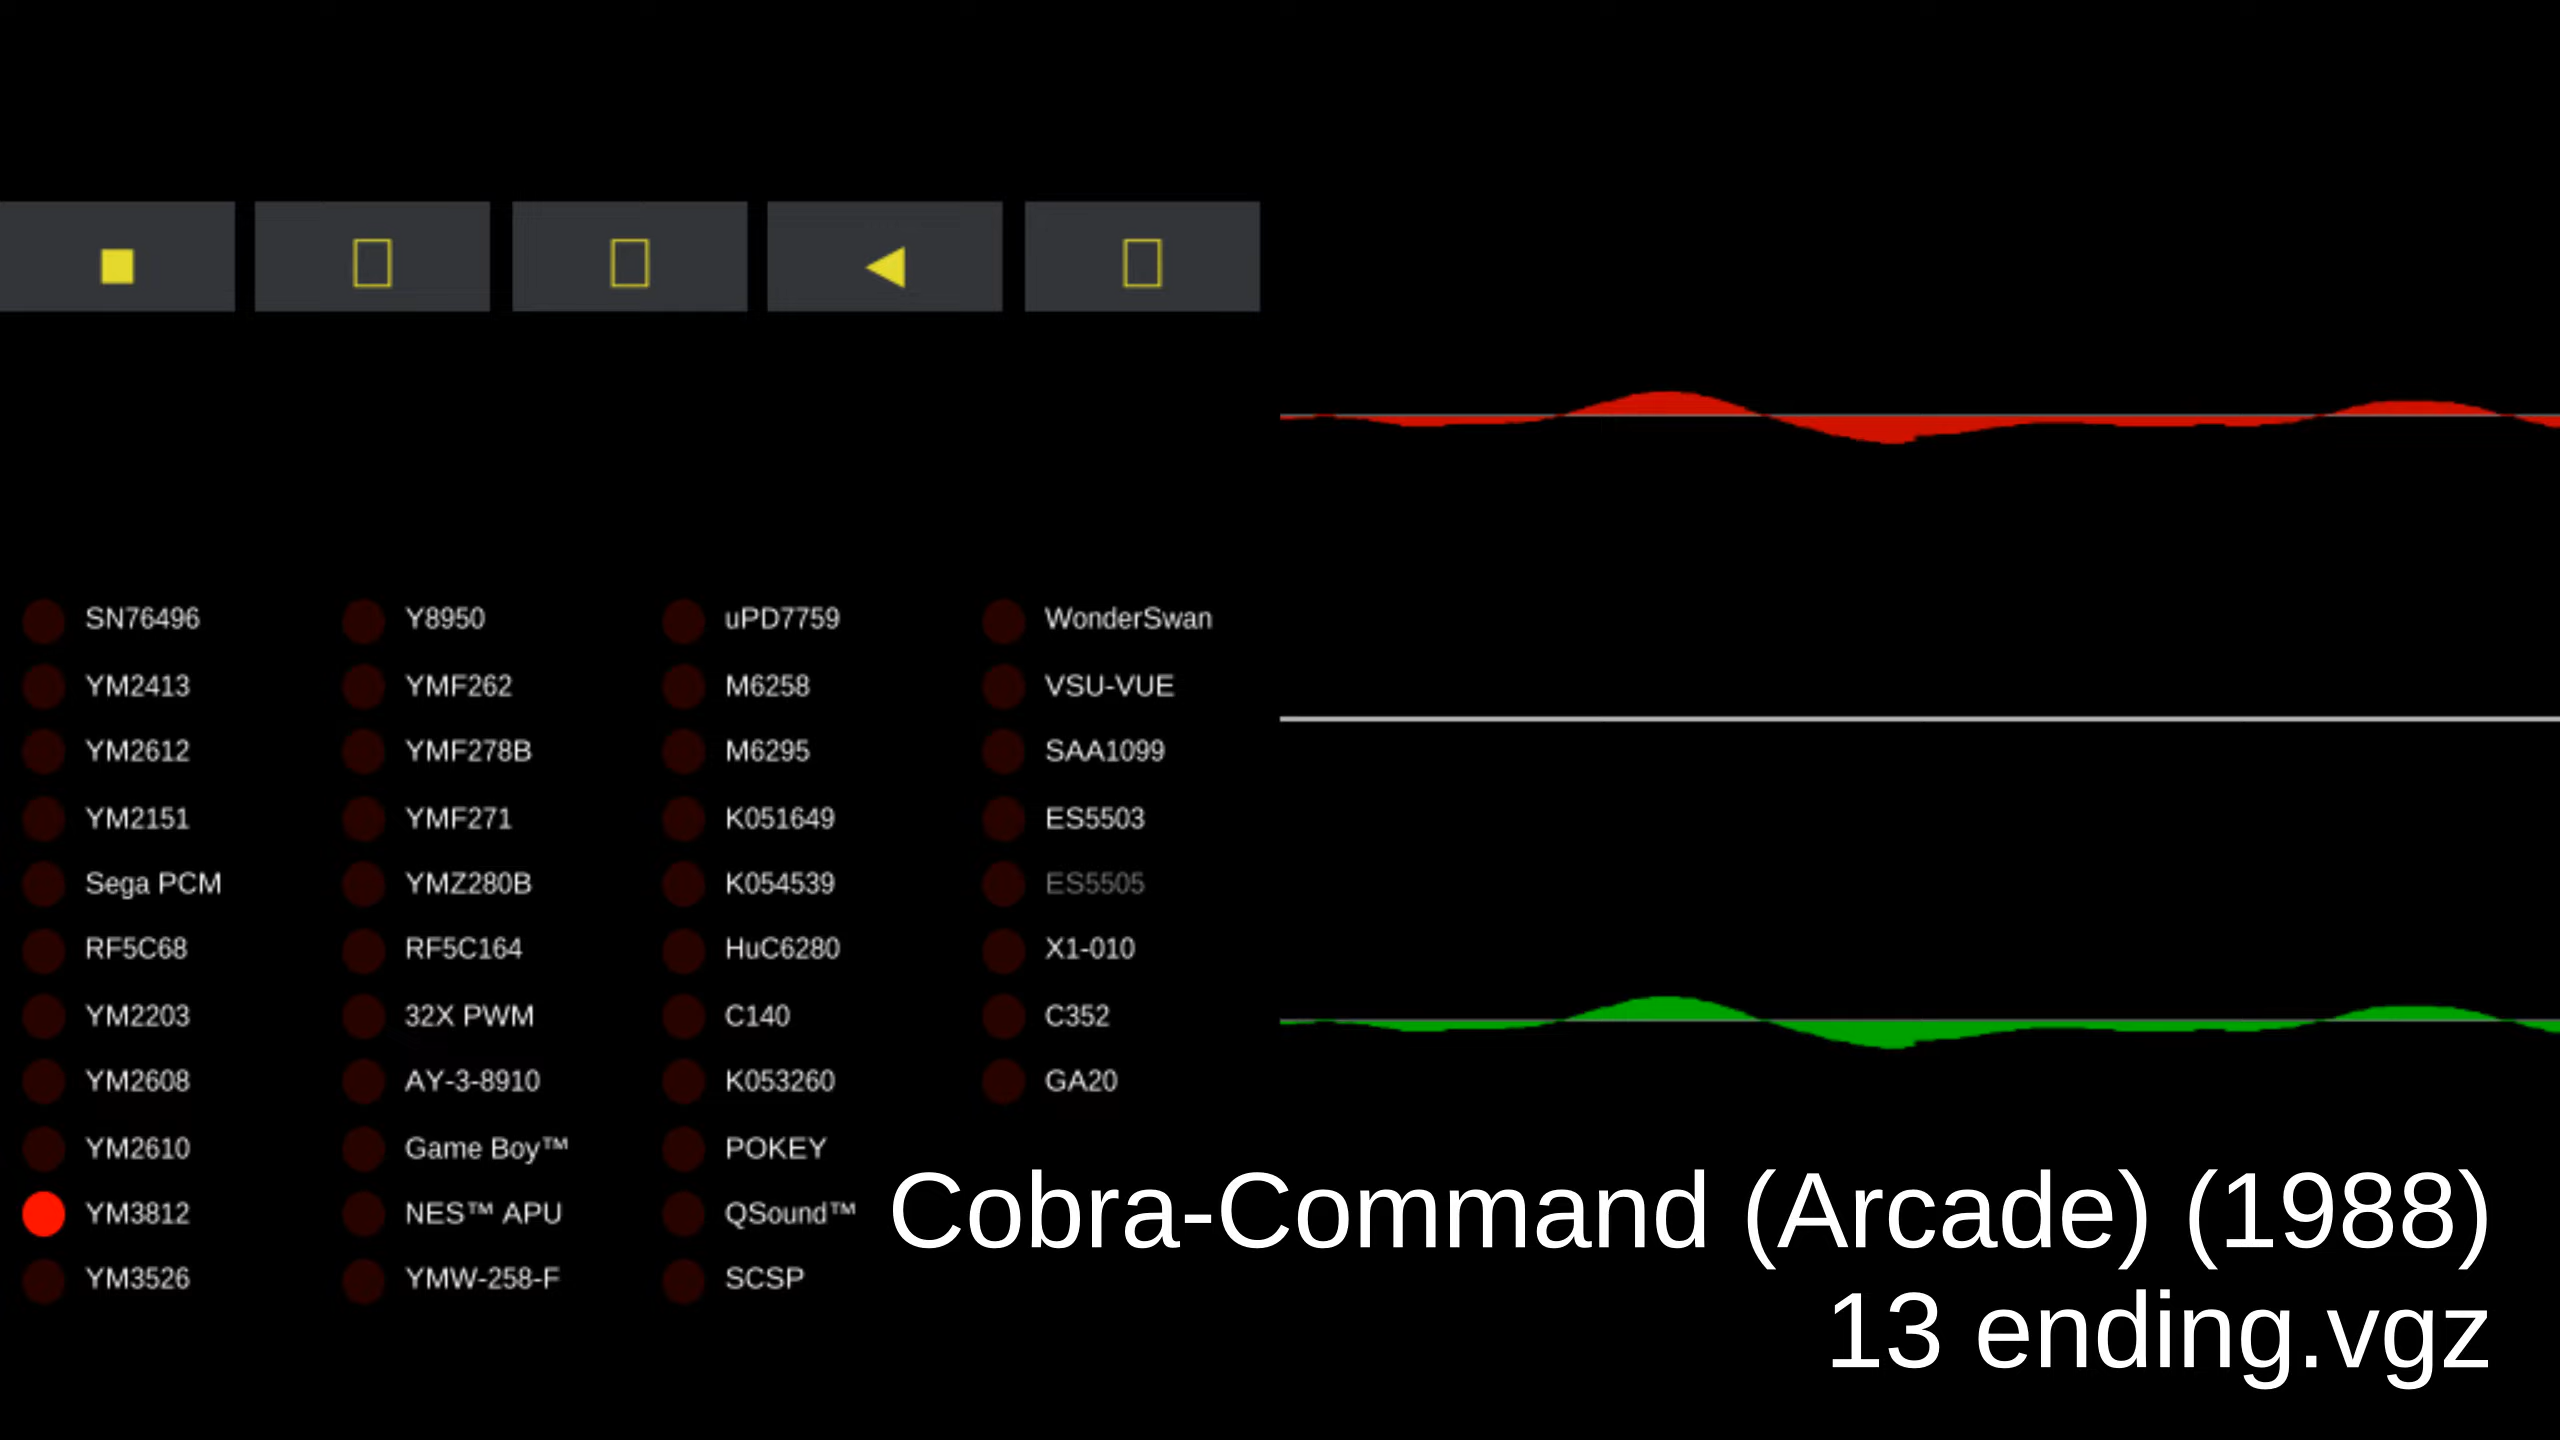 SN76496
YM2413
YM2612
YM2151
Sega PCM
RF5C68
YM2203
YM2608
YM2610
YM3812
YM3526
Y8950
YMF262
YMF278B
YMF271
YMZ280B
RF5C164
32X PWM
AY-3-8910
Game Boy™
NES™ APU
YMW-258-F
uPD7759
M6258
M6295
K051649
K054539
HuC6280
C140
K053260
POKEY
QSound™
SCSP
WonderSwan
VSU-VUE
SAA1099
ES5503
ES5505
X1-010
C352
GA20
Cobra-Command (Arcade) (1988)
13 ending.vgz